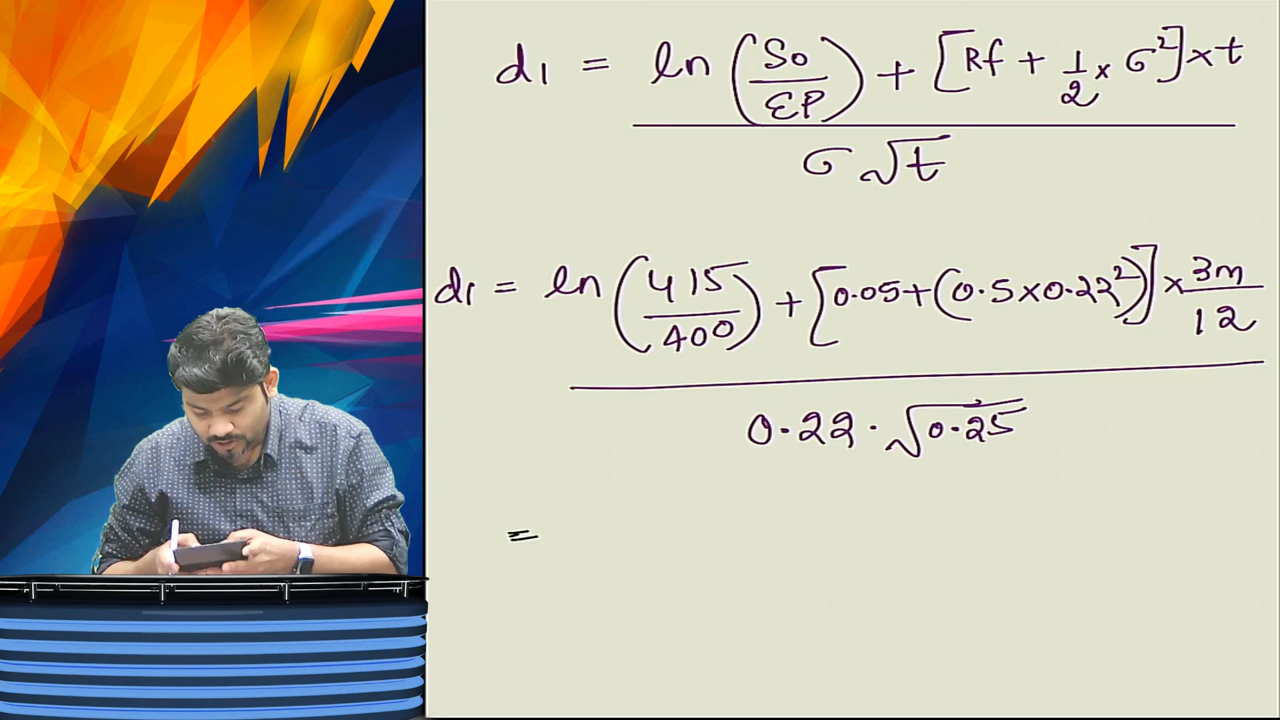 d1 = ln (So/EP) + [Rf + 1/2 × σ²] × t
σ √t
d1 = ln (415/400) + [0.05 + (0.5 × 0.22²)] × 3m/12
0.22 · √0.25
=